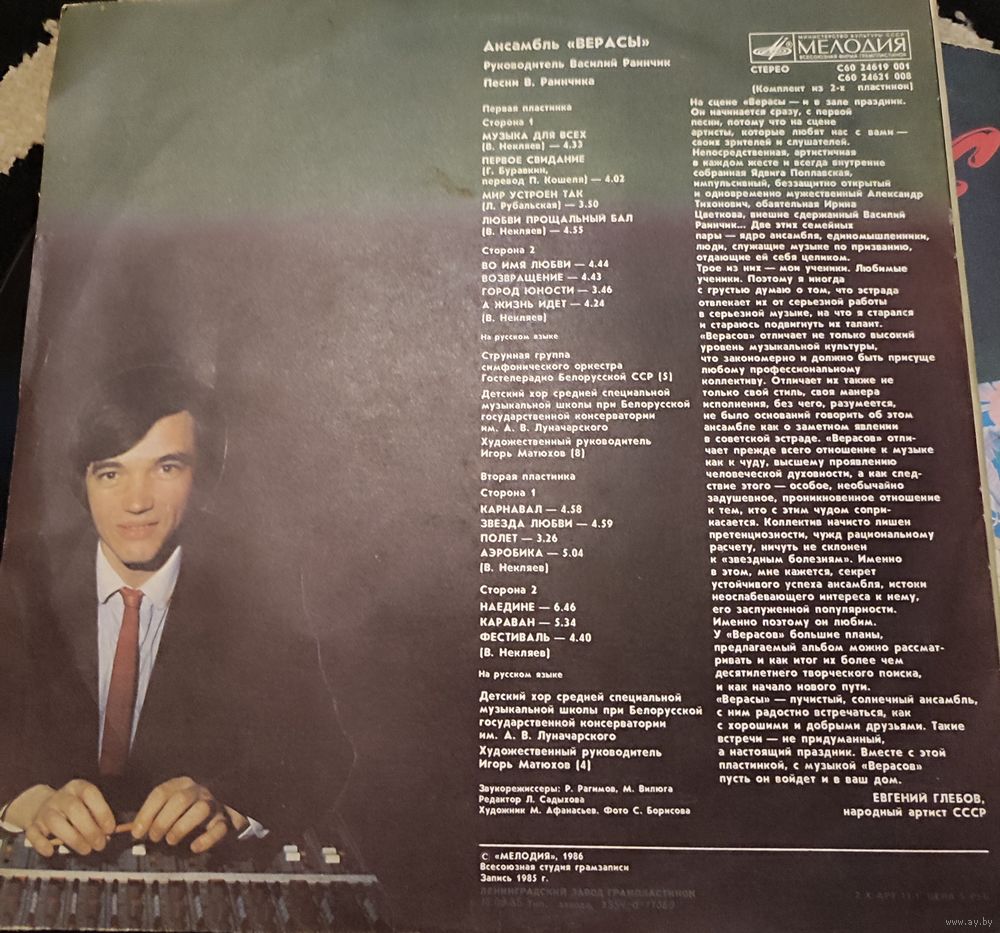 Ансамбль «ВЕРАСЫ»
Руководитель Василий Раинчик
Песни В. Раинчика
Первая пластинка
Сторона 1
МУЗЫКА ДЛЯ ВСЕХ
(В. Некляев) — 4.33
ПЕРВОЕ СВИДАНИЕ
(Г. Буравкин,
перевод П. Кошеля) — 4.02
МИР УСТРОЕН ТАК
(Л. Рубальская) — 3.50
ЛЮБВИ ПРОЩАЛЬНЫЙ БАЛ
(В. Некляев) — 4.55
Сторона 2
ВО ИМЯ ЛЮБВИ — 4.44
ВОЗВРАЩЕНИЕ — 4.43
ГОРОД ЮНОСТИ — 3.46
А ЖИЗНЬ ИДЕТ — 4.24
(В. Некляев)
На русском языке
Струнная группа
симфонического оркестра
Гостелерадио Белорусской ССР (5)
Детский хор средней специальной
музыкальной школы при Белорусской
государственной консерватории
им. А. В. Луначарского
Художественный руководитель
Игорь Матюхов (8)
Вторая пластинка
Сторона 1
КАРНАВАЛ — 4.58
ЗВЕЗДА ЛЮБВИ — 4.59
ПОЛЕТ — 3.26
АЭРОБИКА — 5.04
(В. Некляев)
Сторона 2
НАЕДИНЕ — 6.46
КАРАВАН — 5.34
ФЕСТИВАЛЬ — 4.40
(В. Некляев)
На русском языке
Детский хор средней специальной
музыкальной школы при Белорусской
государственной консерватории
им. А. В. Луначарского
Художественный руководитель
Игорь Матюхов (4)
Звукорежиссеры: Р. Рагимов, М. Вилюга
Редактор Л. Садыхова
Художник М. Афанасьев. Фото С. Борисова
МИНИСТЕРСТВО КУЛЬТУРЫ СССР
МЕЛОДИЯ
ВСЕСОЮЗНАЯ ФИРМА ГРАМПЛАСТИНОК
СТЕРЕО С60 24619 001
С60 24621 008
(Комплект из 2-х пластинок)
На сцене «Верасы — и в зале праздник.
Он начинается сразу, с первой
песни, потому что на сцене
артисты, которые любят нас с вами —
своих зрителей и слушателей.
Непосредственная, артистичная
в каждом жесте и всегда внутренне
собранная Ядвига Поплавская,
импульсивный, беззащитно открытый
и одновременно мужественный Александр
Тихонович, обаятельная Ирина
Цветкова, внешне сдержанный Василий
Раинчик... Две этих семейных
пары — ядро ансамбля, единомышленники,
люди, служащие музыке по призванию,
отдающие ей себя целиком.
Трое из них — мои ученики. Любимые
ученики. Поэтому я иногда
с грустью думаю о том, что эстрада
отвлекает их от серьезной работы
в серьезной музыке, на что я старался
и стараюсь подвигнуть их талант.
«Верасов» отличает не только высокий
уровень музыкальной культуры,
что закономерно и должно быть присуще
любому профессиональному
коллективу. Отличает их также не
только свой стиль, своя манера
исполнения, без чего, разумеется,
не было оснований говорить об этом
ансамбле как о заметном явлении
в советской эстраде. «Верасов» отли-
чает прежде всего отношение к музыке
как к чуду, высшему проявлению
человеческой духовности, а как след-
ствие этого — особое, необычайно
задушевное, проникновенное отношение
к тем, кто с этим чудом сопри-
касается. Коллектив начисто лишен
претенциозности, чужд рациональному
расчету, ничуть не склонен
к «звездным болезням». Именно
в этом, мне кажется, секрет
устойчивого успеха ансамбля, истоки
неослабевающего интереса к нему,
его заслуженной популярности.
Именно поэтому он любим.
У «Верасов» большие планы,
предлагаемый альбом можно рассмат-
ривать и как итог их более чем
десятилетнего творческого поиска,
и как начало нового пути.
«Верасы» — лучистый, солнечный ансамбль,
с ним радостно встречаться, как
с хорошими и добрыми друзьями. Такие
встречи — не придуманный,
а настоящий праздник. Вместе с этой
пластинкой, с музыкой «Верасов»
пусть он войдет и в ваш дом.
ЕВГЕНИЙ ГЛЕБОВ,
народный артист СССР
© «МЕЛОДИЯ», 1986
Всесоюзная студия грамзаписи
Запись 1985 г.
ЛЕНИНГРАДСКИЙ ЗАВОД ГРАМПЛАСТИНОК
www.ay.by